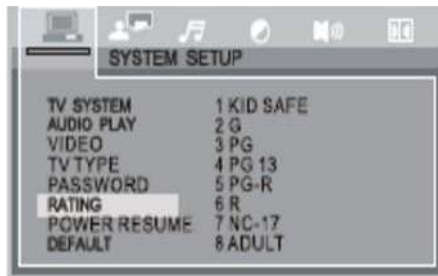 SYSTEM SETUP
TV SYSTEM 1 KID SAFE
AUDIO PLAY 2 G
VIDEO 3 PG
TV TYPE 4 PG 13
PASSWORD 5 PG-R
RATING 6 R
POWER RESUME 7 NC-17
DEFAULT 8 ADULT